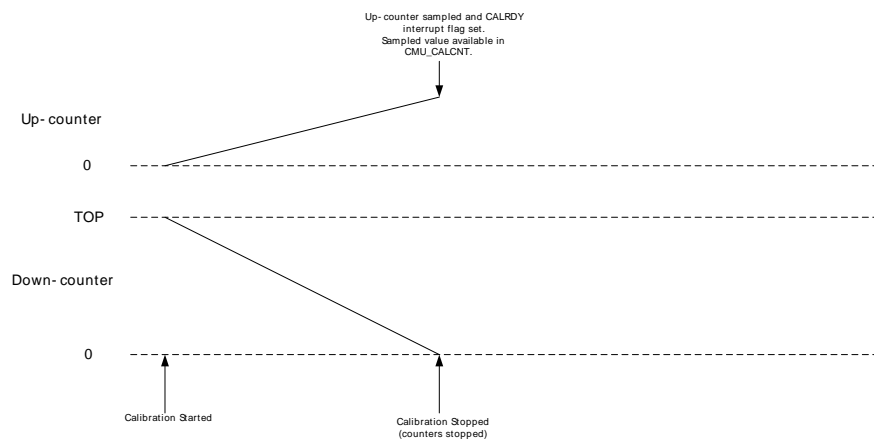 Up-counter sampled and CALRDY
interrupt flag set.
Sampled value available in
CMU_CALCNT.
Up-counter
0
TOP
Down-counter
0
Calibration Started
Calibration Stopped
(counters stopped)